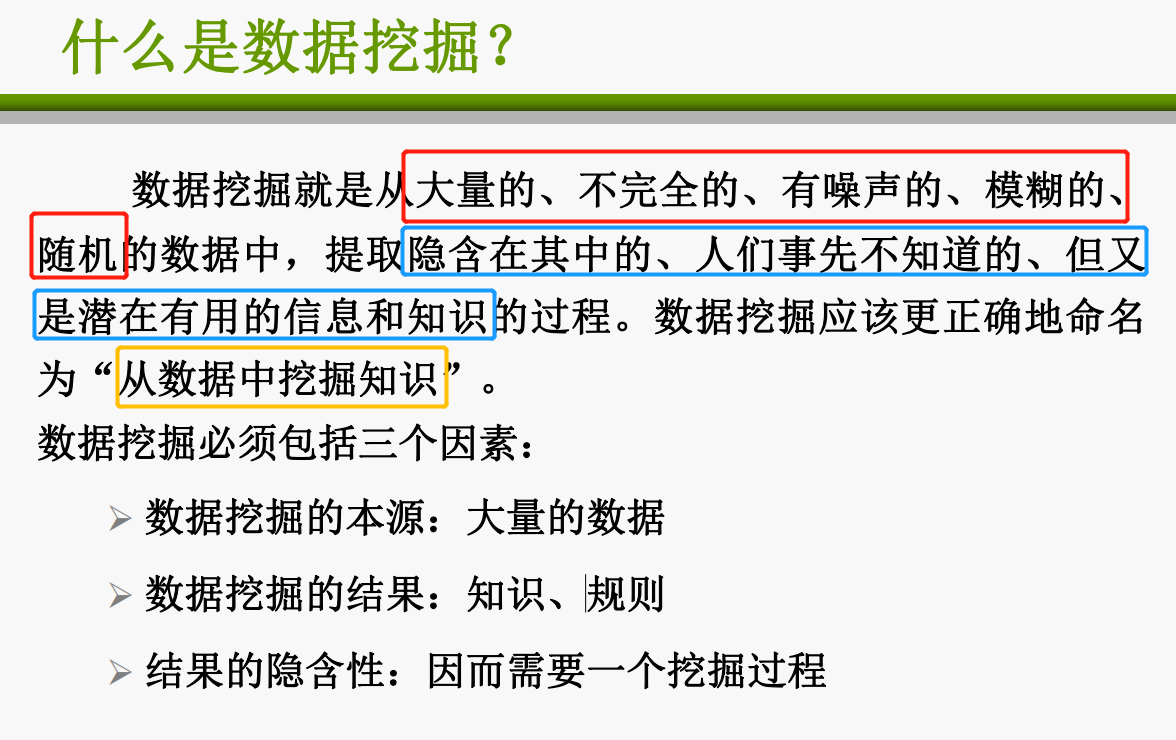 什么是数据挖掘？
数据挖掘就是从大量的、不完全的、有噪声的、模糊的、
随机的数据中，提取隐含在其中的、人们事先不知道的、但又
是潜在有用的信息和知识的过程。数据挖掘应该更正确地命名
为“从数据中挖掘知识”。
数据挖掘必须包括三个因素：
数据挖掘的本源：大量的数据
数据挖掘的结果：知识、规则
结果的隐含性：因而需要一个挖掘过程